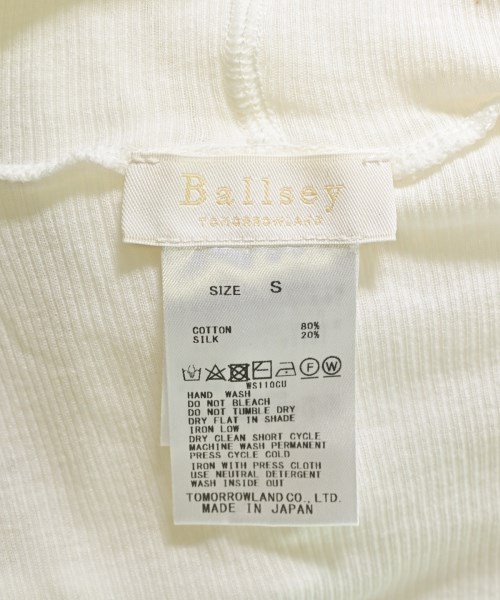 Ballsey
TOMORROWLAND
SIZE S
COTTON 80%
SILK 20%
F W
WS110CU
HAND WASH
DO NOT BLEACH
DO NOT TUMBLE DRY
DRY FLAT IN SHADE
IRON LOW
DRY CLEAN SHORT CYCLE
MACHINE WASH PERMANENT
PRESS CYCLE COLD
IRON WITH PRESS CLOTH
USE NEUTRAL DETERGENT
WASH INSIDE OUT
TOMORROWLAND CO., LTD.
MADE IN JAPAN